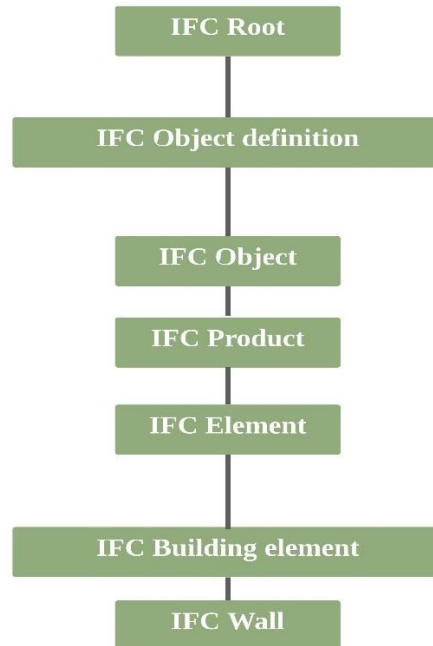 IFC Root
IFC Object definition
IFC Object
IFC Product
IFC Element
IFC Building element
IFC Wall